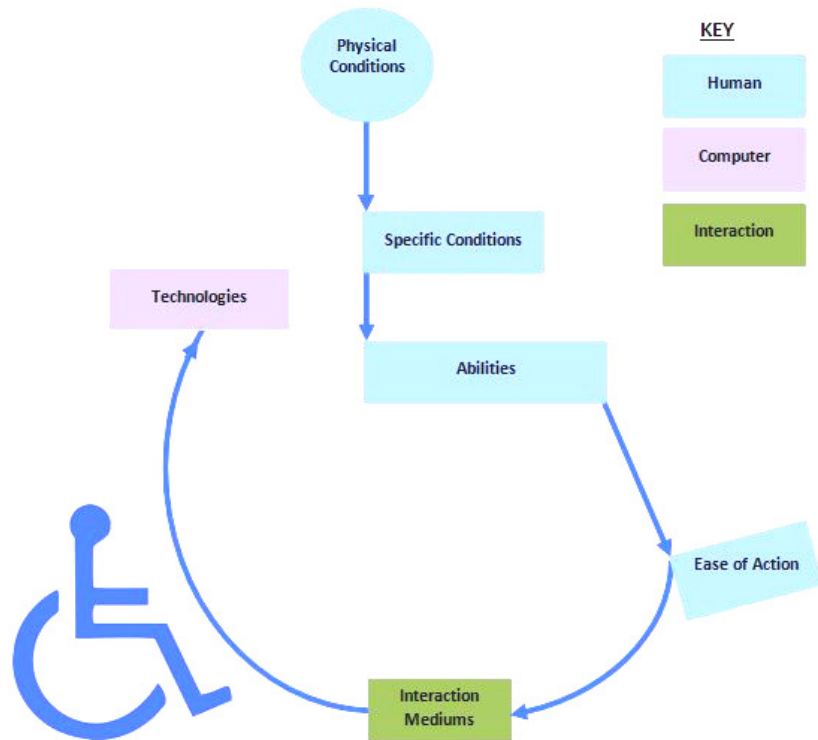 Physical
Conditions
KEY
Human
Computer
Interaction
Specific Conditions
Technologies
Abilities
Ease of Action
Interaction
Mediums